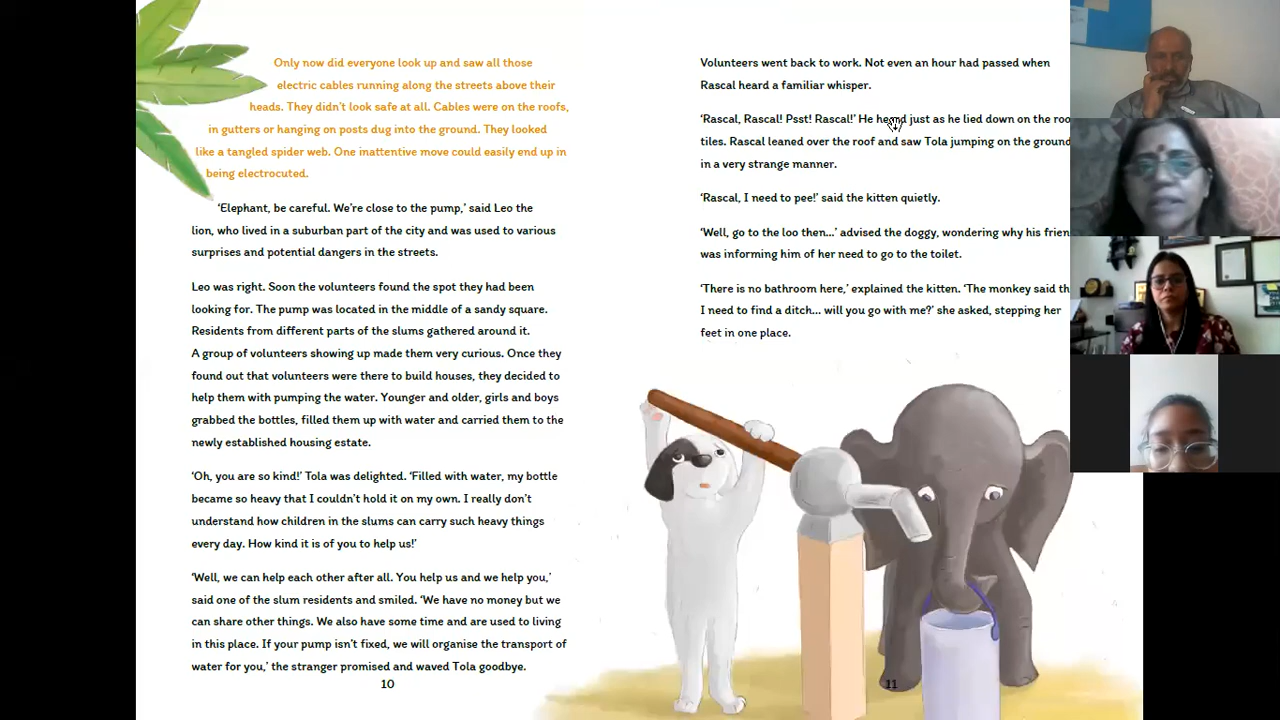 Only now did everyone look up and saw all those
electric cables running along the streets above their
heads. They didn't look safe at all. Cables were on the roofs,
in gutters or hanging on posts dug into the ground. They looked
like a tangled spider web. One inattentive move could easily end up in
being electrocuted.
'Elephant, be careful. We're close to the pump,' said Leo the
lion, who lived in a suburban part of the city and was used to various
surprises and potential dangers in the streets.
Leo was right. Soon the volunteers found the spot they had been
looking for. The pump was located in the middle of a sandy square.
Residents from different parts of the slums gathered around it.
A group of volunteers showing up made them very curious. Once they
found out that volunteers were there to build houses, they decided to
help them with pumping the water. Younger and older, girls and boys
grabbed the bottles, filled them up with water and carried them to the
newly established housing estate.
'Oh, you are so kind!' Tola was delighted. 'Filled with water, my bottle
became so heavy that I couldn't hold it on my own. I really don't
understand how children in the slums can carry such heavy things
every day. How kind it is of you to help us!'
'Well, we can help each other after all. You help us and we help you,'
said one of the slum residents and smiled. 'We have no money but we
can share other things. We also have some time and are used to living
in this place. If your pump isn't fixed, we will organise the transport of
water for you,' the stranger promised and waved Tola goodbye.
10
Volunteers went back to work. Not even an hour had passed when
Rascal heard a familiar whisper.
'Rascal, Rascal! Psst! Rascal!' He heard just as he lied down on the
tiles. Rascal leaned over the roof and saw Tola jumping on the ground
in a very strange manner.
'Rascal, I need to pee!' said the kitten quietly.
'Well, go to the loo then...' advised the doggy, wondering why his
was informing him of her need to go to the toilet.
'There is no bathroom here,' explained the kitten. 'The monkey said
I need to find a ditch... will you go with me?' she asked, stepping her
feet in one place.
11